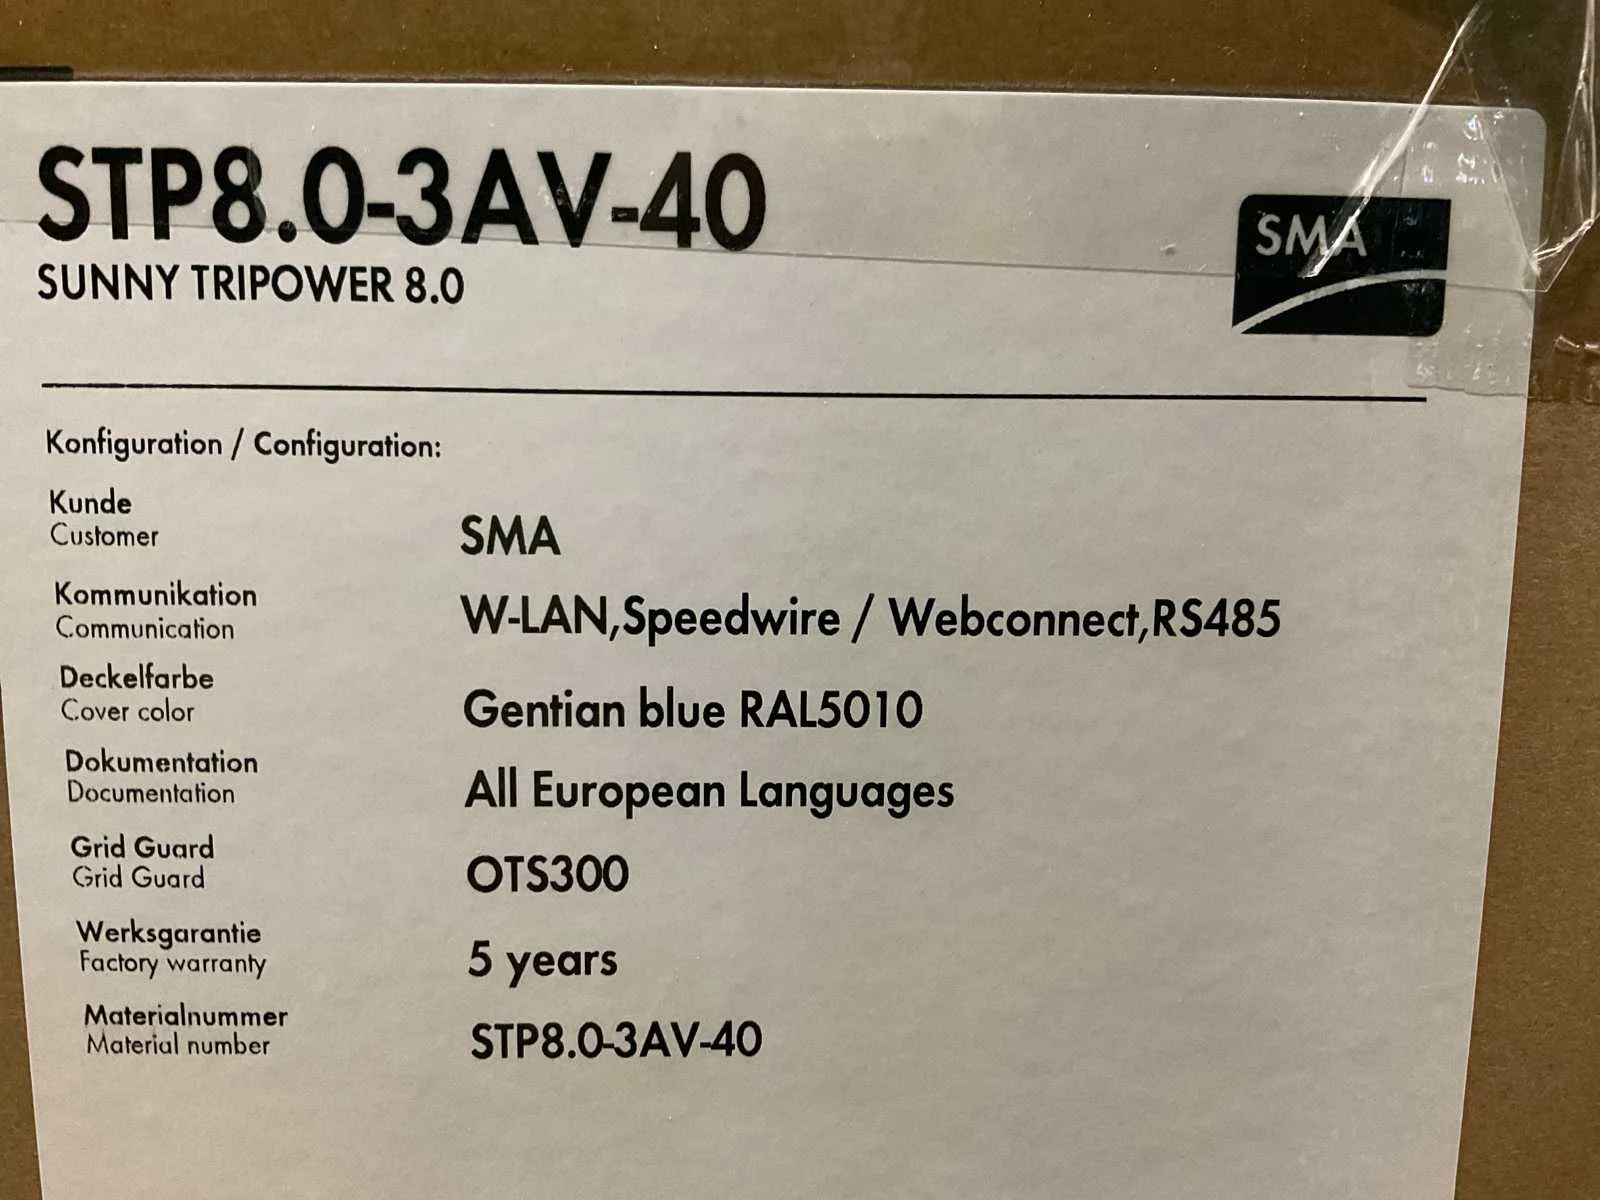 STP8.0-3AV-40
SUNNY TRIPOWER 8.0
SMA
Konfiguration / Configuration:
Kunde
Customer
SMA
Kommunikation
Communication
W-LAN,Speedwire / Webconnect,RS485
Deckelfarbe
Cover color
Gentian blue RAL5010
Dokumentation
Documentation
All European Languages
Grid Guard
Grid Guard
OTS300
Werksgarantie
Factory warranty
5 years
Materialnummer
Material number
STP8.0-3AV-40